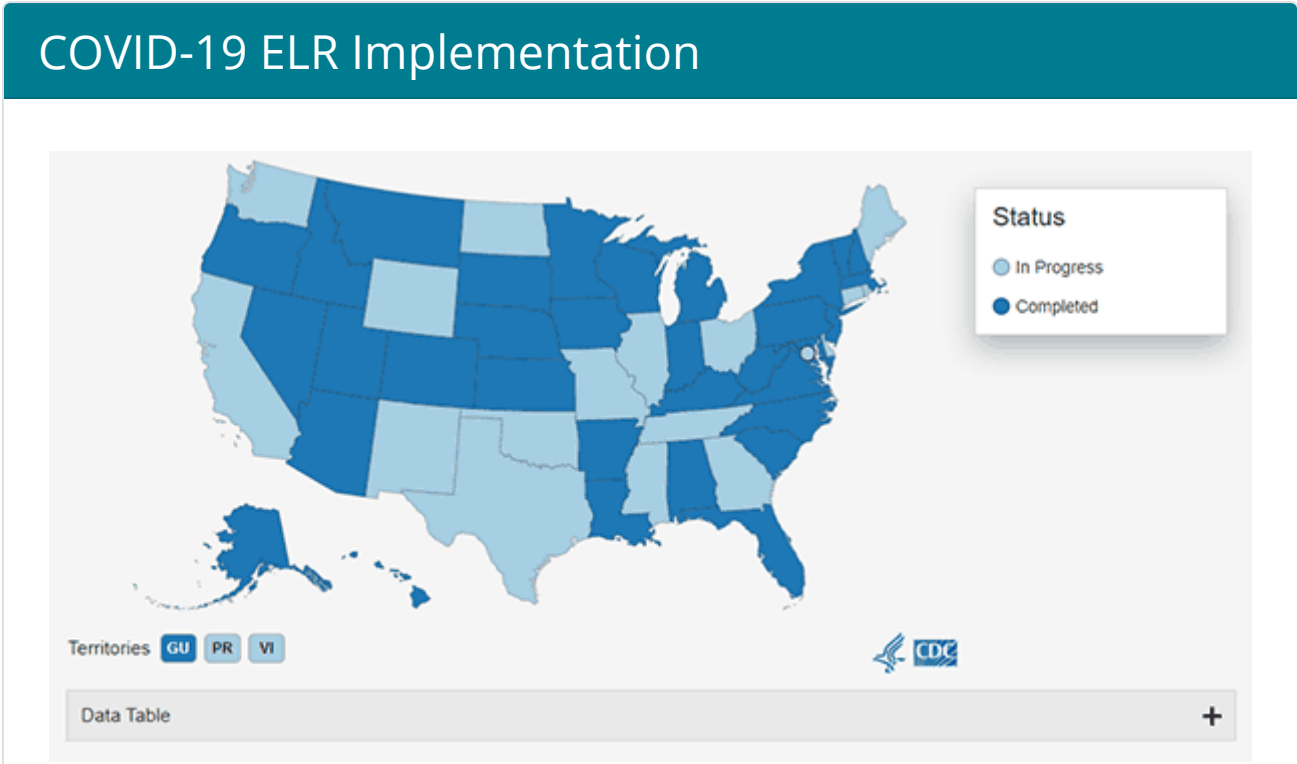 COVID-19 ELR Implementation
Status
In Progress
Completed
Territories GU PR VI
CDC
Data Table +